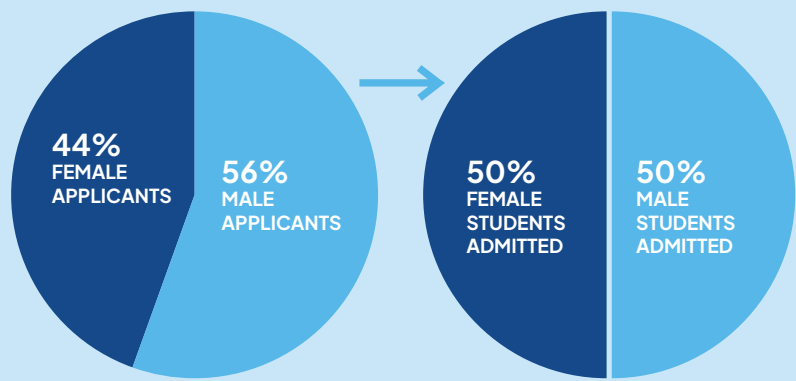 44%
FEMALE
APPLICANTS
56%
MALE
APPLICANTS
50%
FEMALE
STUDENTS
ADMITTED
50%
MALE
STUDENTS
ADMITTED